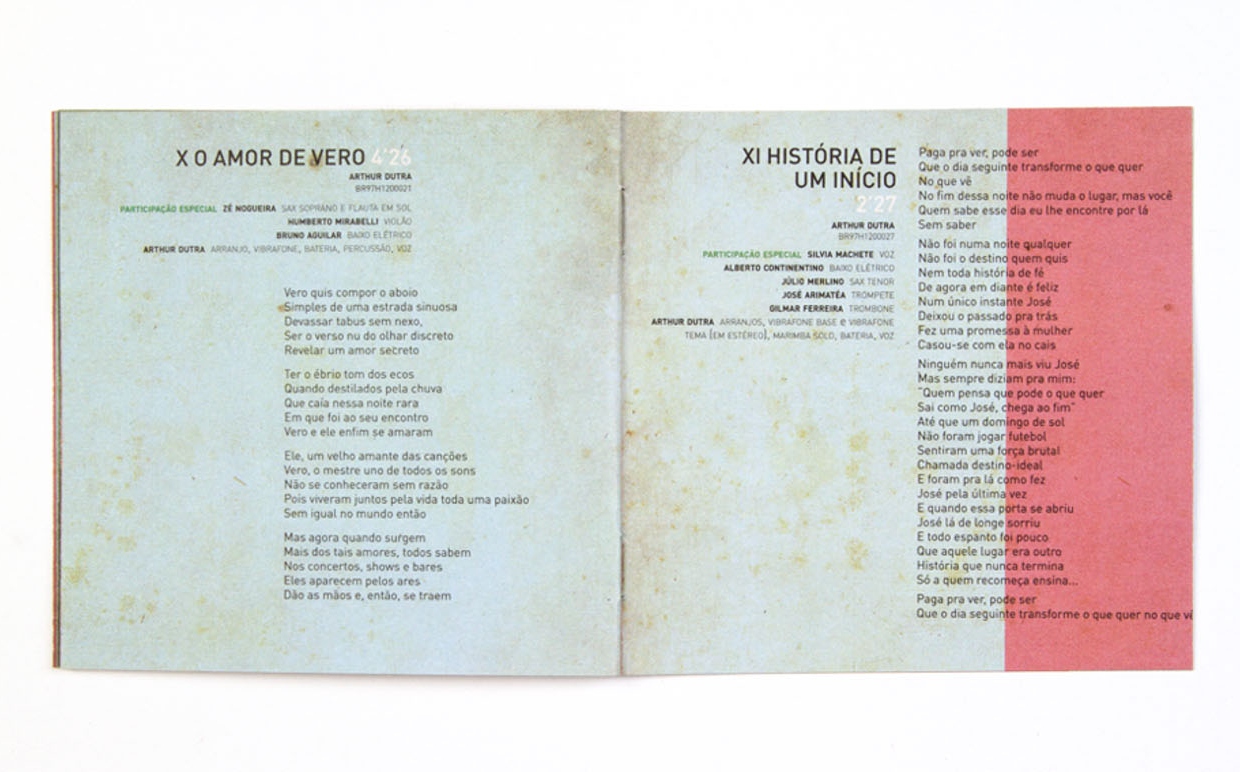 X O AMOR DE VERO 4'26
ARTHUR DUTRA
BR97H1200021
PARTICIPAÇÃO ESPECIAL ZÉ NOGUEIRA SAX SOPRANO E FLAUTA EM SOL
HUMBERTO MIRABELLI VIOLÃO
BRUNO AGUILAR BAIXO ELÉTRICO
ARTHUR DUTRA ARRANJO, VIBRAFONE, BATERIA, PERCUSSÃO, VOZ
Vero quis compor o aboio
Simples de uma estrada sinuosa
Devassar tabus sem nexo,
Ser o verso nu do olhar discreto
Revelar um amor secreto
Ter o ébrio tom dos ecos
Quando destilados pela chuva
Que caía nessa noite rara
Em que foi ao seu encontro
Vero e ele enfim se amaram
Ele, um velho amante das canções
Vero, o mestre uno de todos os sons
Não se conheceram sem razão
Pois viveram juntos pela vida toda uma paixão
Sem igual no mundo então
Mas agora quando surgem
Mais dos tais amores, todos sabem
Nos concertos, shows e bares
Eles aparecem pelos ares
Dão as mãos e, então, se traem
XI HISTÓRIA DE
UM INÍCIO
2'27
ARTHUR DUTRA
BR97H1200027
PARTICIPAÇÃO ESPECIAL SILVIA MACHETE VOZ
ALBERTO CONTINENTINO BAIXO ELÉTRICO
JÚLIO MERLINO SAX TENOR
JOSÉ ARIMATÉA TROMPETE
GILMAR FERREIRA TROMBONE
ARTHUR DUTRA ARRANJOS, VIBRAFONE BASE e VIBRAFONE
TEMA [EM ESTÉREO], MARIMBA SOLO, BATERIA, VOZ
Paga pra ver, pode ser
Que o dia seguinte transforme o que quer
No que vê
No fim dessa noite não muda o lugar, mas você
Quem sabe esse dia eu lhe encontre por lá
Sem saber
Não foi numa noite qualquer
Não foi o destino quem quis
Nem toda história de fé
De agora em diante é feliz
Num único instante José
Deixou o passado pra trás
Fez uma promessa à mulher
Casou-se com ela no cais
Ninguém nunca mais viu José
Mas sempre diziam pra mim:
"Quem pensa que pode o que quer
Sai como José, chega ao fim"
Até que um domingo de sol
Não foram jogar futebol
Sentiram uma força brutal
Chamada destino-ideal
E foram pra lá como fez
José pela última vez
E quando essa porta se abriu
José lá de longe sorriu
E todo espanto foi pouco
Que aquele lugar era outro
História que nunca termina
Só a quem recomeça ensina...
Paga pra ver, pode ser
Que o dia seguinte transforme o que quer no que vê